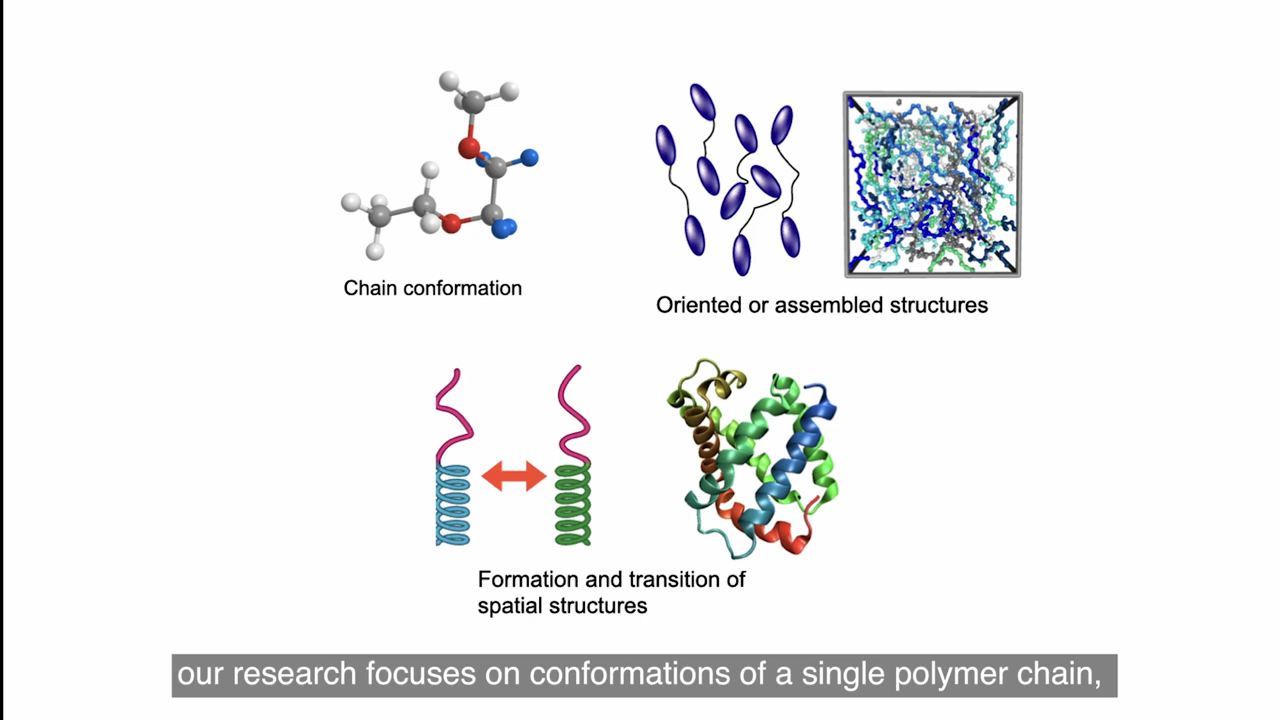 Chain conformation
Oriented or assembled structures
Formation and transition of
spatial structures
our research focuses on conformations of a single polymer chain,